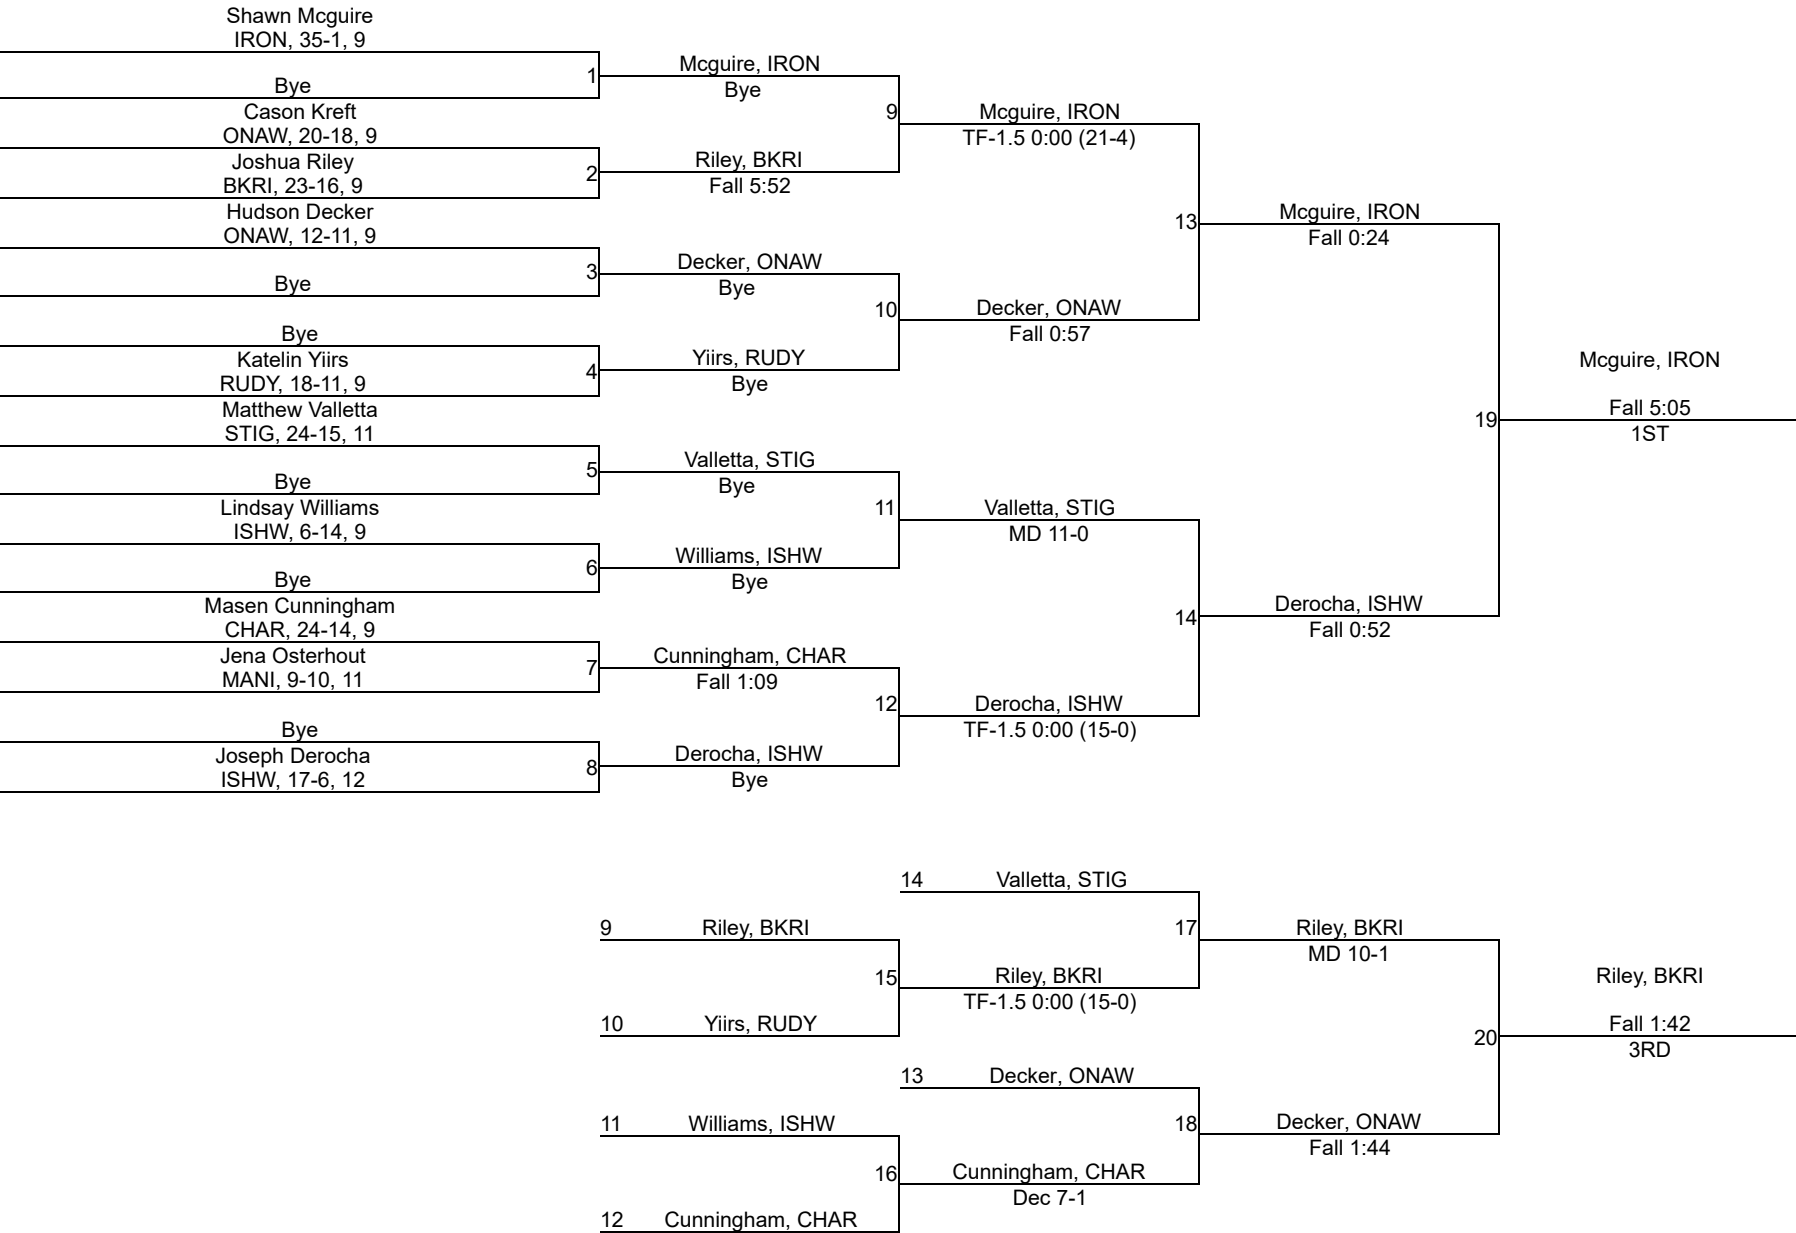 Shawn Mcguire
IRON, 35-1, 9
Bye
1
Cason Kreft
ONAW, 20-18, 9
Joshua Riley
BKRI, 23-16, 9
2
Hudson Decker
ONAW, 12-11, 9
Bye
3
Bye
Katelin Yiirs
RUDY, 18-11, 9
4
Matthew Valletta
STIG, 24-15, 11
Bye
5
Lindsay Williams
ISHW, 6-14, 9
Bye
6
Masen Cunningham
CHAR, 24-14, 9
Jena Osterhout
MANI, 9-10, 11
7
Bye
Joseph Derocha
ISHW, 17-6, 12
8
Mcguire, IRON
Bye
9
Riley, BKRI
Fall 5:52
Decker, ONAW
Bye
10
Yiirs, RUDY
Bye
Valletta, STIG
Bye
11
Williams, ISHW
Bye
Cunningham, CHAR
Fall 1:09
12
Derocha, ISHW
Bye
Mcguire, IRON
TF-1.5 0:00 (21-4)
13
Decker, ONAW
Fall 0:57
Valletta, STIG
MD 11-0
14
Derocha, ISHW
TF-1.5 0:00 (15-0)
Mcguire, IRON
Fall 0:24
19
Derocha, ISHW
Fall 0:52
Mcguire, IRON
Fall 5:05
1ST
14 Valletta, STIG
9 Riley, BKRI
17
15
Riley, BKRI
TF-1.5 0:00 (15-0)
10 Yiirs, RUDY
13 Decker, ONAW
11 Williams, ISHW
18
16
Cunningham, CHAR
Dec 7-1
12 Cunningham, CHAR
Riley, BKRI
MD 10-1
20
Decker, ONAW
Fall 1:44
Riley, BKRI
Fall 1:42
3RD